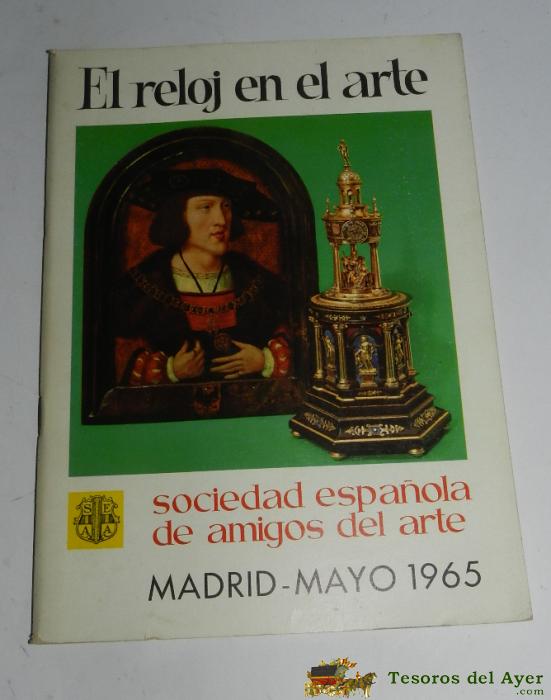 El reloj en el arte
S E
A A
sociedad española
de amigos del arte
MADRID-MAYO 1965
Tesoros del Ayer
.com